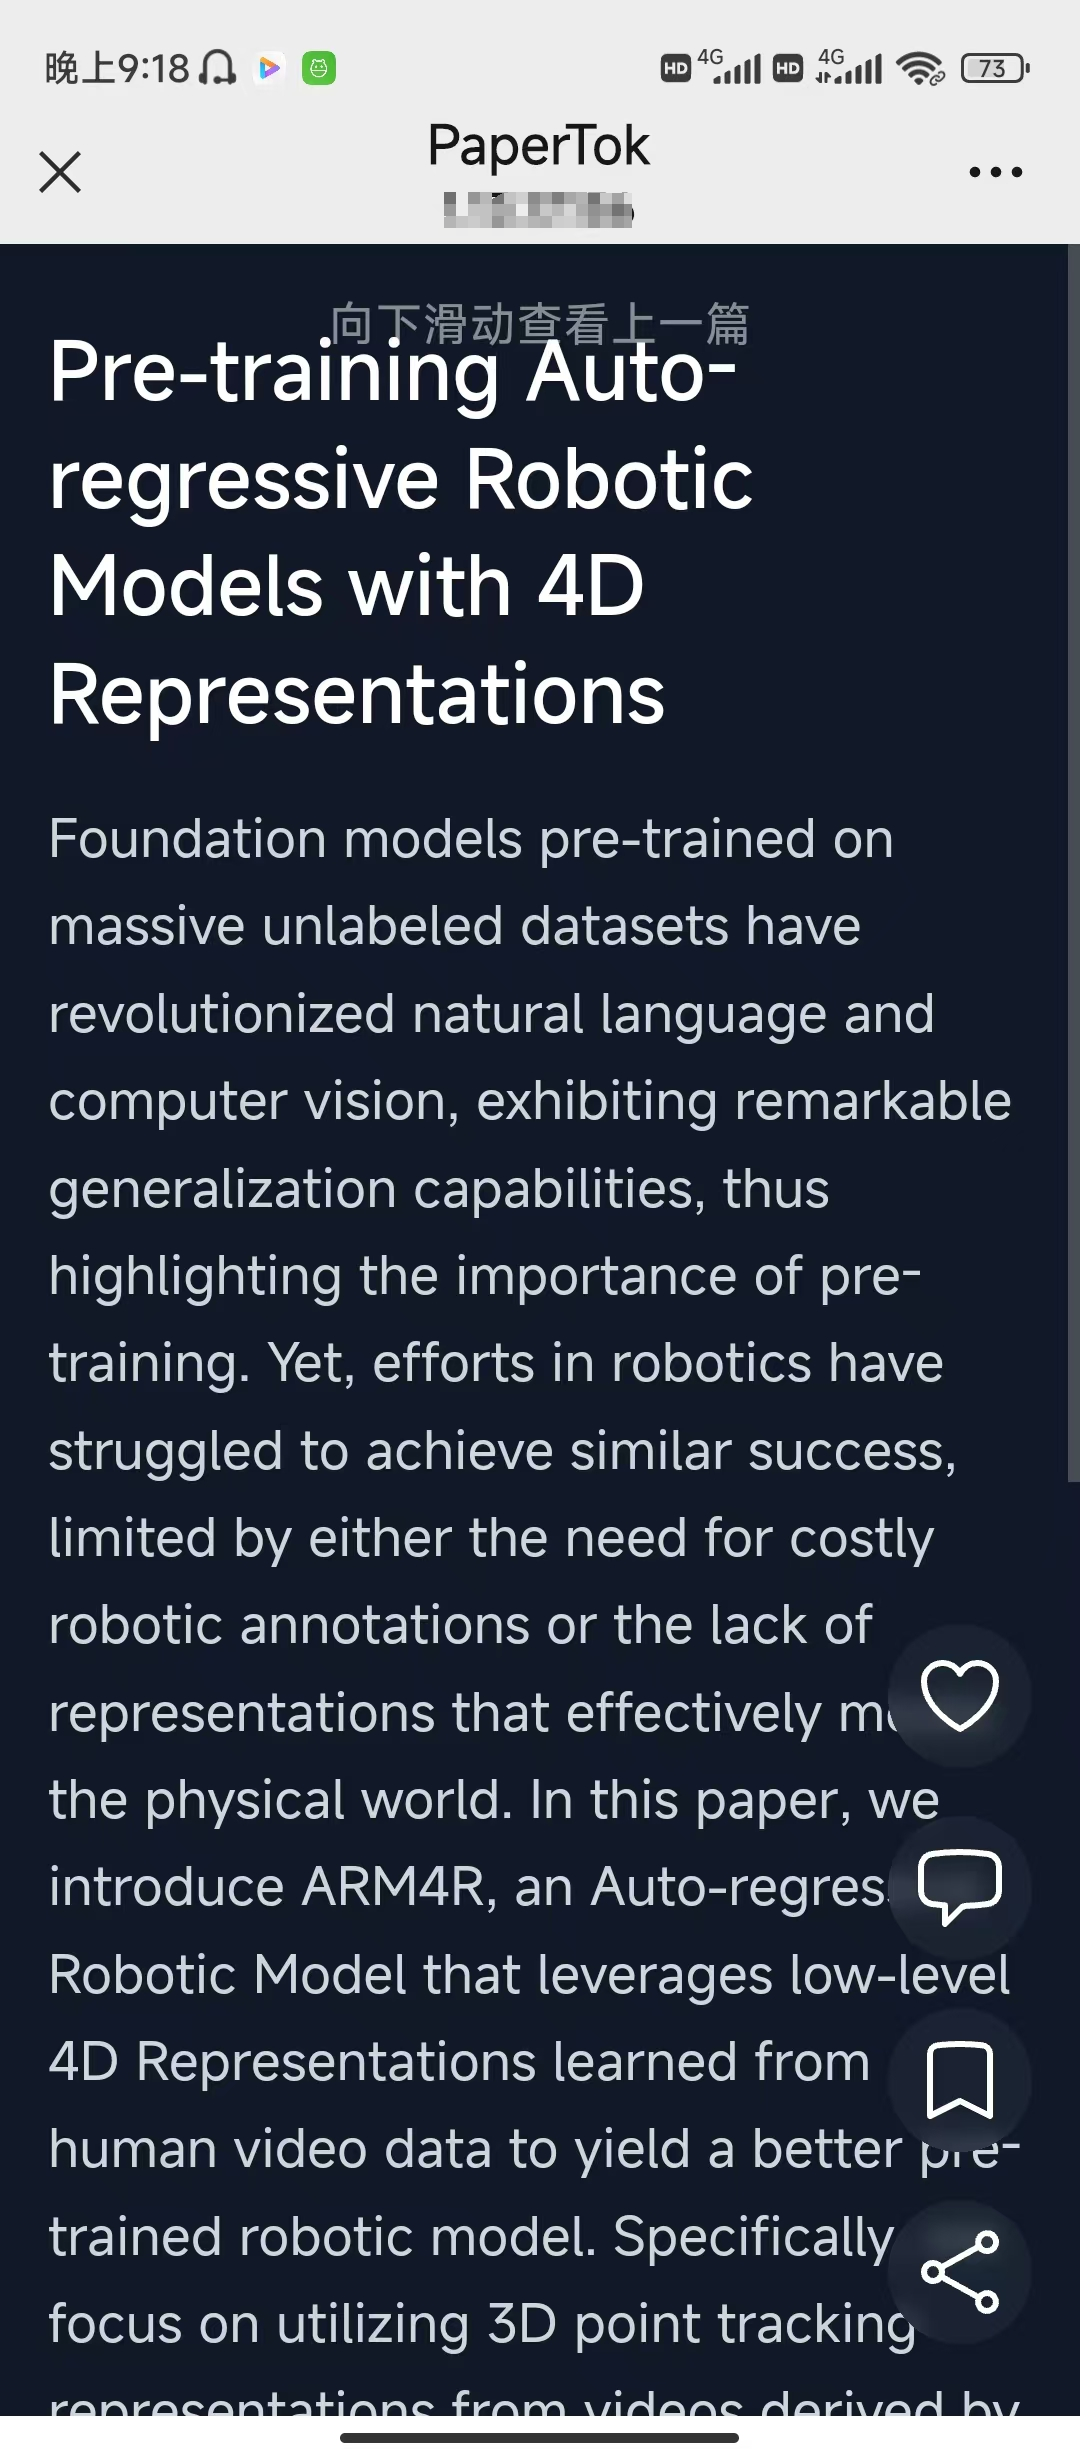 晚上9:18
HD 4G HD 4G 73
PaperTok
向下滑动查看上一篇
Pre-training Auto-
regressive Robotic
Models with 4D
Representations
Foundation models pre-trained on
massive unlabeled datasets have
revolutionized natural language and
computer vision, exhibiting remarkable
generalization capabilities, thus
highlighting the importance of pre-
training. Yet, efforts in robotics have
struggled to achieve similar success,
limited by either the need for costly
robotic annotations or the lack of
representations that effectively
the physical world. In this paper, we
introduce ARM4R, an Auto-regres
Robotic Model that leverages low-level
4D Representations learned from
human video data to yield a better pre-
trained robotic model. Specifically
focus on utilizing 3D point tracking
representations from videos derived by